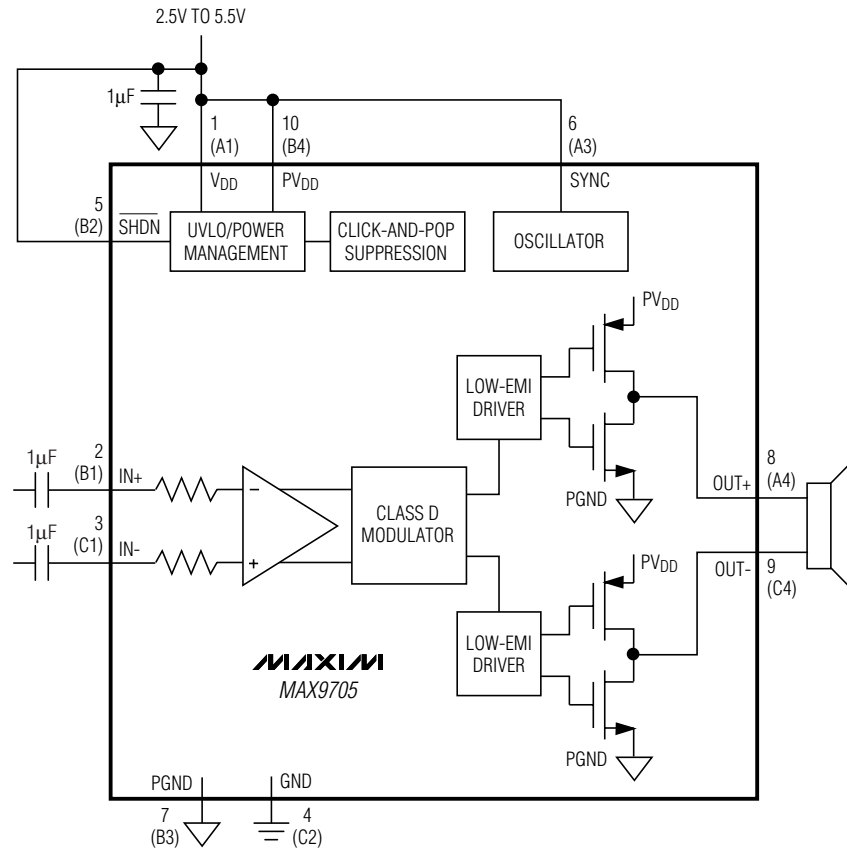 2.5V TO 5.5V
1µF
1
(A1)
10
(B4)
6
(A3)
VDD
PVDD
SYNC
5
(B2)
SHDN
UVLO/POWER
MANAGEMENT
CLICK-AND-POP
SUPPRESSION
OSCILLATOR
PVDD
LOW-EMI
DRIVER
PGND
1µF
2
(B1)
IN+
−
CLASS D
MODULATOR
OUT+
8
(A4)
1µF
3
(C1)
IN-
+
PVDD
OUT-
9
(C4)
LOW-EMI
DRIVER
MAXIM
MAX9705
PGND
PGND
GND
7
(B3)
4
(C2)